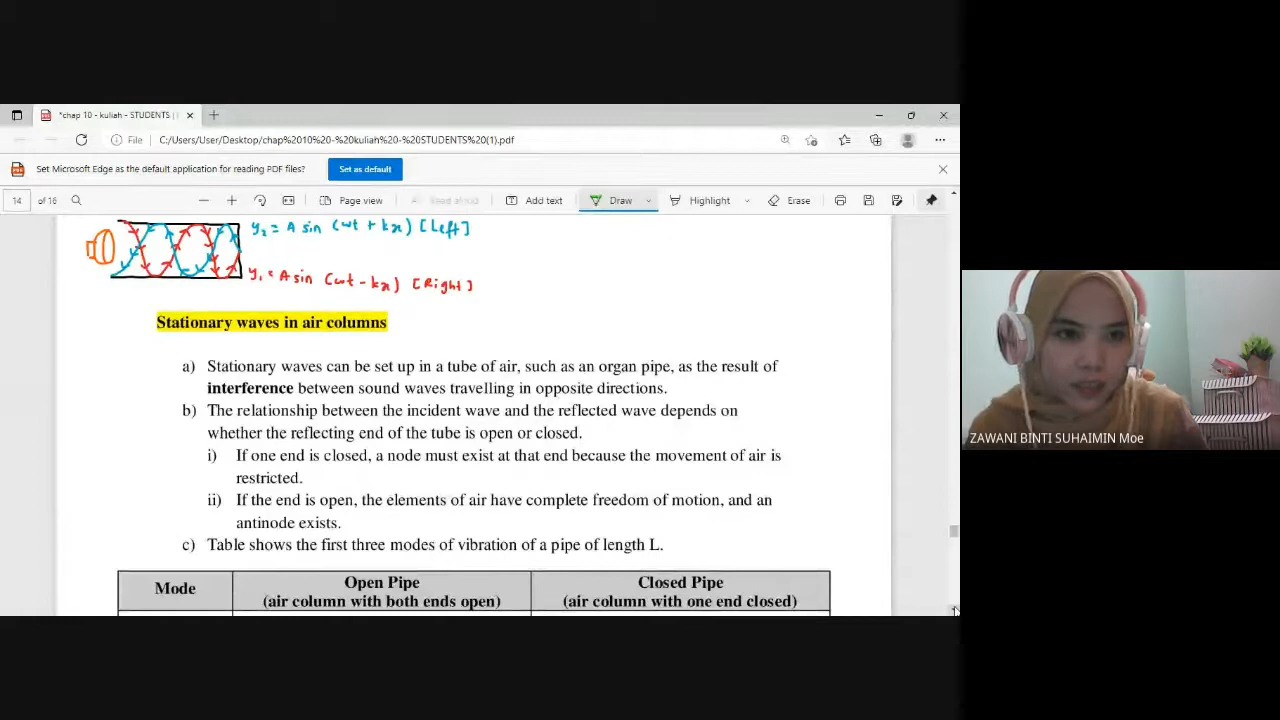 *chap 10 - kuliah - STUDENTS (
File C:/Users/User/Desktop/chap%2010%20-%20kuliah%20-%20STUDENTS%20(1).pdf
Set Microsoft Edge as the default application for reading PDF files? Set as default
14 of 16 Page view Read aloud Add text Draw Highlight Erase
y₂ = A sin (ωt + kx) [Left]
y₁ = A sin (ωt - kx) [Right]
Stationary waves in air columns
a) Stationary waves can be set up in a tube of air, such as an organ pipe, as the result of
interference between sound waves travelling in opposite directions.
b) The relationship between the incident wave and the reflected wave depends on
whether the reflecting end of the tube is open or closed.
i) If one end is closed, a node must exist at that end because the movement of air is
restricted.
ii) If the end is open, the elements of air have complete freedom of motion, and an
antinode exists.
c) Table shows the first three modes of vibration of a pipe of length L.
Mode
Open Pipe
(air column with both ends open)
Closed Pipe
(air column with one end closed)
ZAWANI BINTI SUHAIMIN Moe